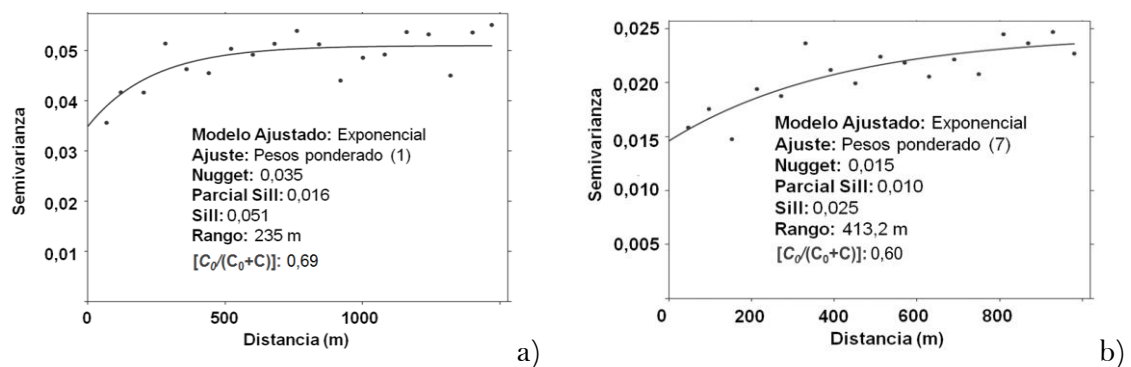 Semivarianza
0,05
0,04
0,03
0,02
0,01
Modelo Ajustado: Exponencial
Ajuste: Pesos ponderado (1)
Nugget: 0,035
Parcial Sill: 0,016
Sill: 0,051
Rango: 235 m
[C₀/(C₀+C)]: 0,69
0 500 1000
Distancia (m)
a)
Semivarianza
0,025
0,020
0,015
0,010
0,005
Modelo Ajustado: Exponencial
Ajuste: Pesos ponderado (7)
Nugget: 0,015
Parcial Sill: 0,010
Sill: 0,025
Rango: 413,2 m
[C₀/(C₀+C)]: 0,60
0 200 400 600 800
Distancia (m)
b)